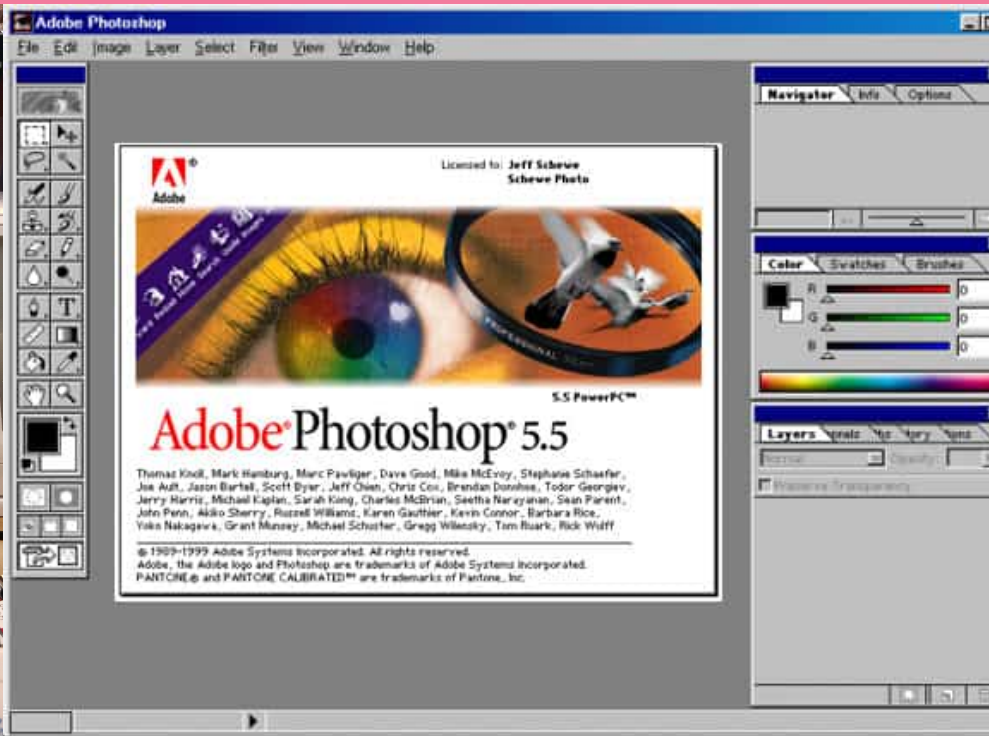 Adobe Photoshop
File Edit Image Layer Select Filter View Window Help
Navigator Info Options
Adobe
Licensed to: Jeff Schewe
Schewe Photo
PROFESSIONAL
5.5 PowerPC™
Adobe® Photoshop® 5.5
Thomas Knoll, Mark Hamburg, Marc Pawliger, Dave Good, Mike McEvoy, Stephanie Schaefer,
Joe Ault, Jason Bartell, Scott Byer, Jeff Chien, Chris Cox, Brendan Donohoe, Todor Georgiev,
Jerry Harris, Michael Kaplan, Sarah Kong, Charles McBrian, Seetha Narayanan, Sean Parent,
John Penn, Akiko Sherry, Russell Williams, Karen Gauthier, Kevin Connor, Barbara Rice,
Yoko Nakagawa, Grant Munsey, Michael Schuster, Gregg Wilensky, Tom Ruark, Rick Wulff
© 1989-1999 Adobe Systems Incorporated. All rights reserved.
Adobe, the Adobe logo and Photoshop are trademarks of Adobe Systems Incorporated.
PANTONE® and PANTONE CALIBRATED™ are trademarks of Pantone, Inc.
Color Swatches Brushes
R 0
G 0
B 0
Layers
Normal Opacity:
Preserve Transparency